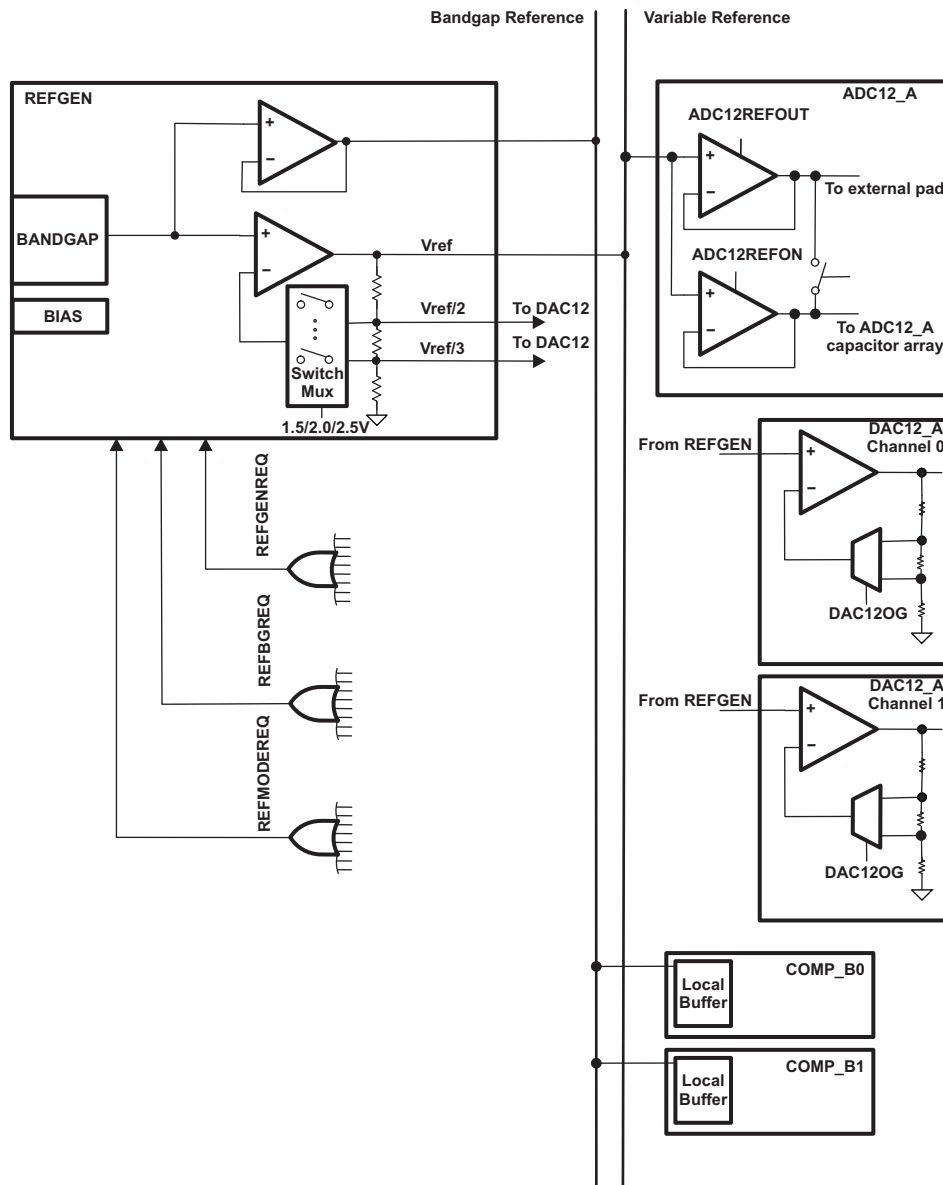 Bandgap Reference
Variable Reference
REFGEN
+
−
BANDGAP
BIAS
+
−
Vref
Vref/2
To DAC12
Vref/3
To DAC12
Switch
Mux
1.5/2.0/2.5V
ADC12_A
ADC12REFOUT
+
−
To external pad
ADC12REFON
+
−
To ADC12_A
capacitor array
DAC12_A
Channel 0
From REFGEN
+
−
DAC12OG
REFGENREQ
REFBGREQ
REFMODEREQ
DAC12_A
Channel 1
From REFGEN
+
−
DAC12OG
COMP_B0
Local
Buffer
COMP_B1
Local
Buffer